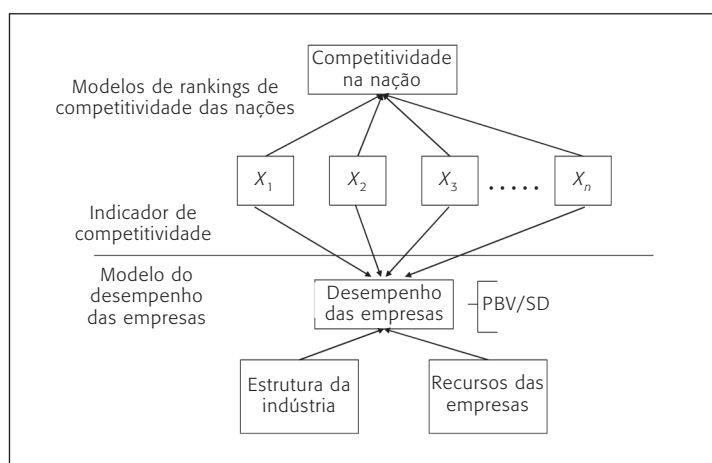 Competitividade
na nação
Modelos de rankings de
competitividade das nações
X1 X2 X3 ..... Xn
Indicador de
competitividade
Modelo do
desempenho
das empresas
Desempenho
das empresas
PBV/SD
Estrutura da
indústria
Recursos das
empresas